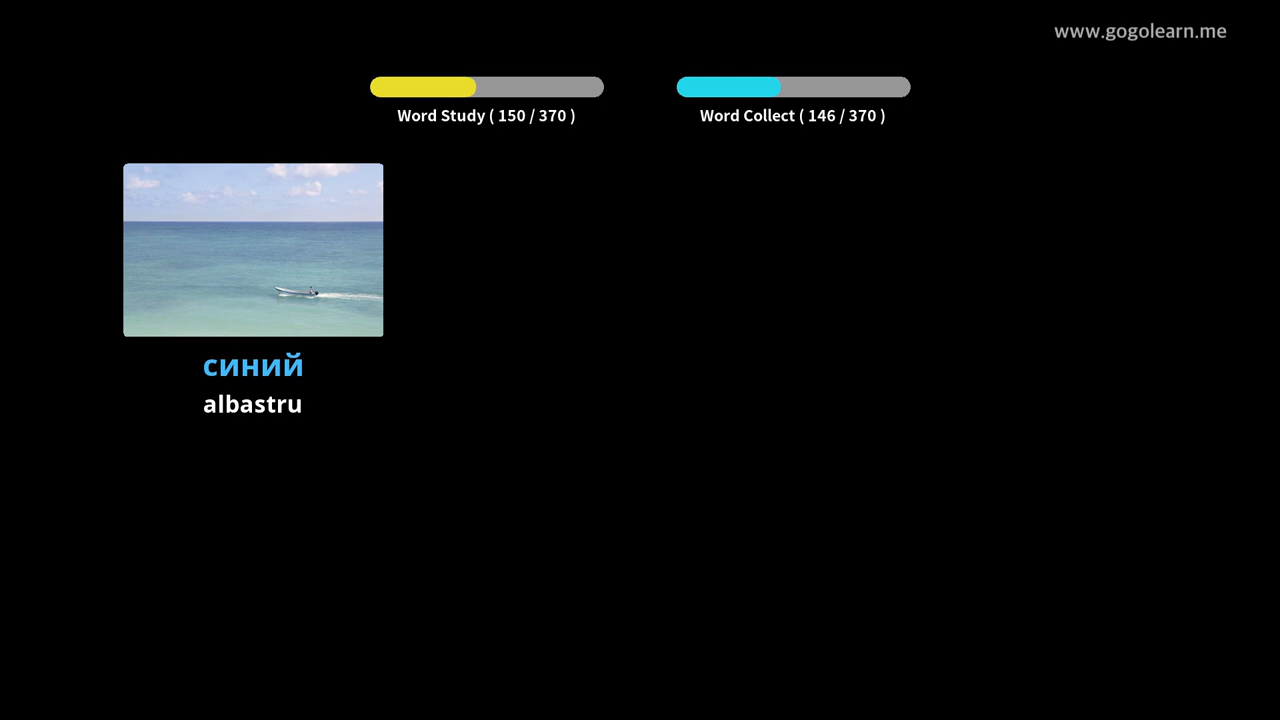 www.gogolearn.me
Word Study ( 150 / 370 )
Word Collect ( 146 / 370 )
синий
albastru